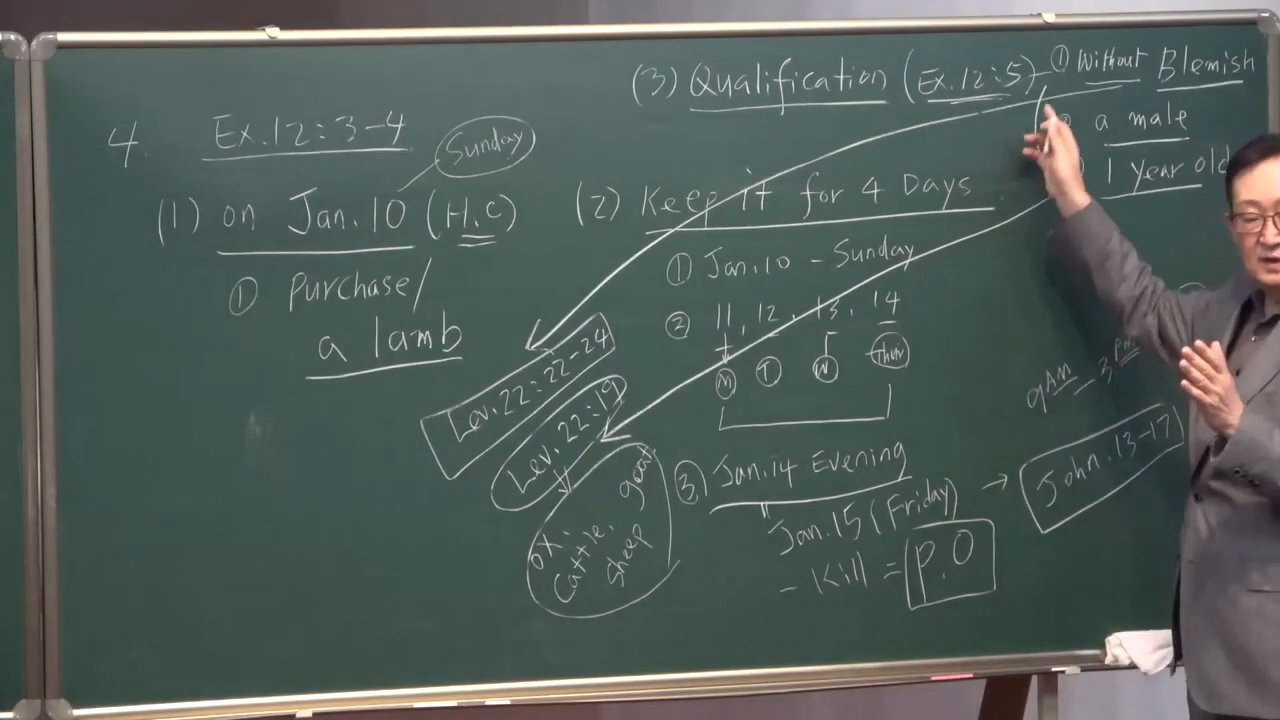 4. Ex.12:3-4
Sunday
(1) on Jan.10 (H.C)
① purchase/
a lamb
(2) Keep it for 4 Days
① Jan.10 - Sunday
② 11, 12, 13, 14
M T W Thur
③ Jan.14 Evening
" Jan.15 (Friday)
- Kill = P.O
→ John.13-17
9AM - 3PM
(3) Qualification (Ex.12:5) - ① Without Blemish
a male
1 year old
Lev.22:22-24
Lev.22:19
ox.
Cattle.
sheep
goat